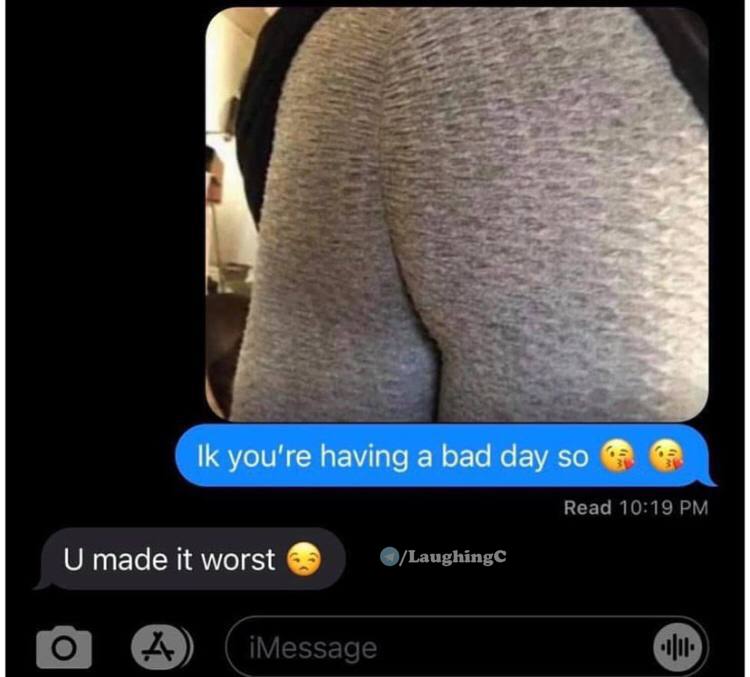 Ik you're having a bad day so 😘 😘
Read 10:19 PM
U made it worst 😒
/LaughingC
iMessage